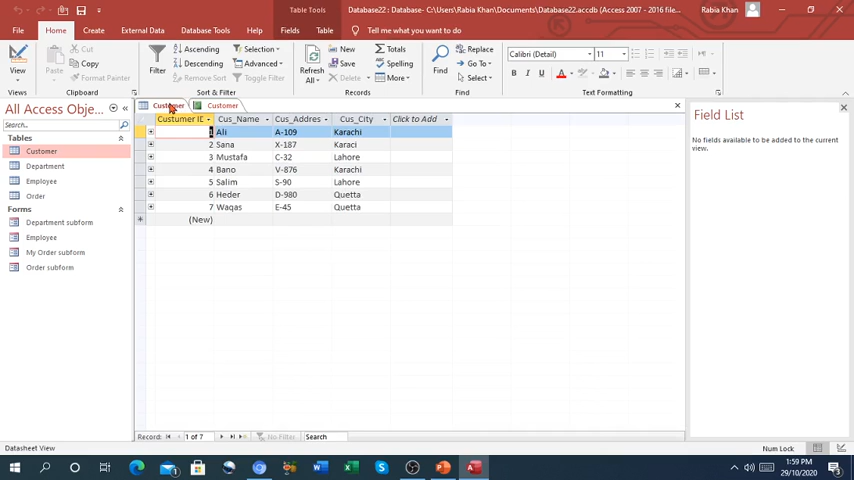 Table Tools
Database22 : Database- C:\Users\Rabia Khan\Documents\Database22.accdb (Access 2007 - 2016 file...
Rabia Khan
File Home Create External Data Database Tools Help Fields Table Tell me what you want to do
View
Views
Paste
Cut
Copy
Format Painter
Clipboard
Filter
Ascending
Descending
Remove Sort
Selection
Advanced
Toggle Filter
Sort & Filter
Refresh All
New
Save
Delete
Totals
Spelling
More
Records
Find
Replace
Go To
Select
Find
Calibri (Detail) 11
B I U A
Text Formatting
All Access Obje...
Search...
Tables
Customer
Department
Employee
Order
Forms
Department subform
Employee
My Order subform
Order subform
Customer Customer
Custumer IE Cus_Name Cus_Addres Cus_City Click to Add
1 Ali A-109 Karachi
2 Sana X-187 Karaci
3 Mustafa C-32 Lahore
4 Bano V-876 Karachi
5 Salim S-90 Lahore
6 Heder D-980 Quetta
7 Waqas E-45 Quetta
(New)
Field List
No fields available to be added to the current view.
Record: 1 of 7 No Filter Search
Datasheet View
Num Lock
1:59 PM
29/10/2020